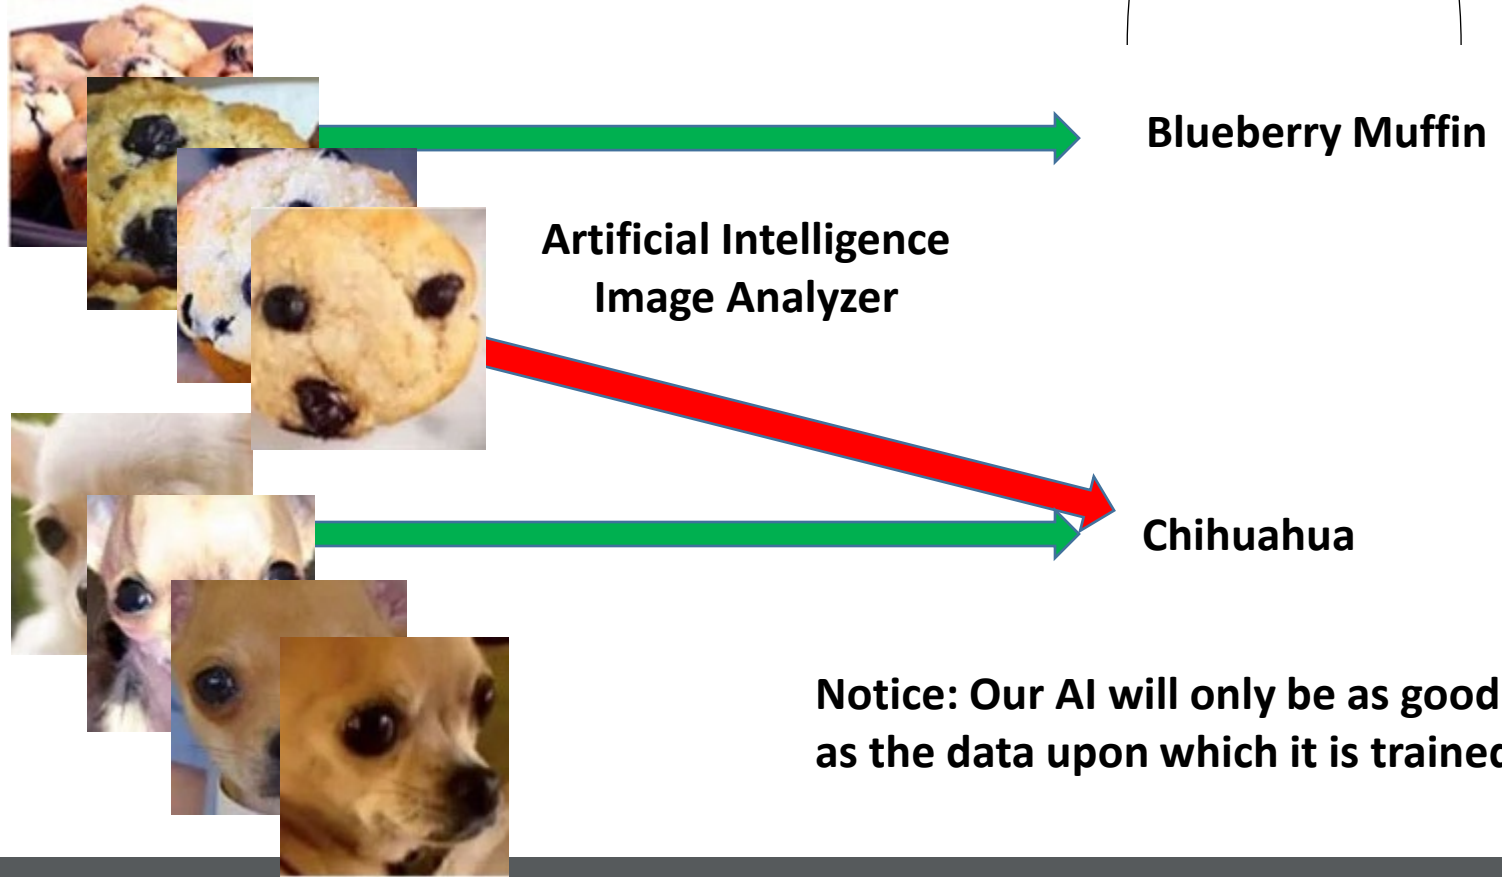 Blueberry Muffin
Artificial Intelligence
Image Analyzer
Chihuahua
Notice: Our AI will only be as good
as the data upon which it is trained